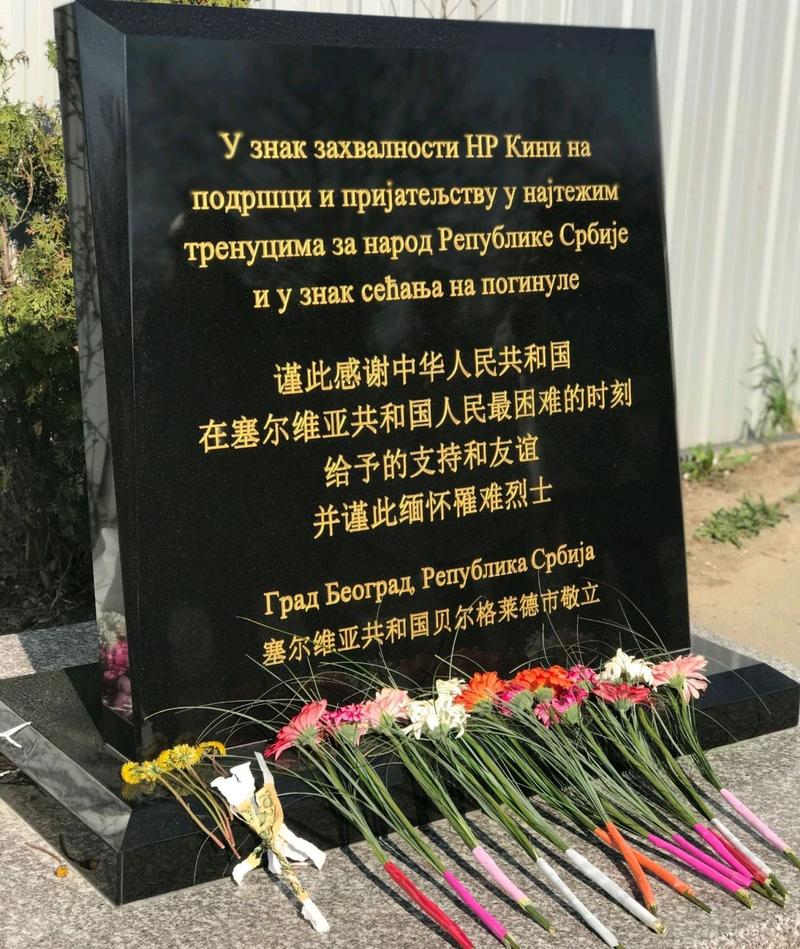 У знак захвалности НР Кини на
подршци и пријатељству у најтежим
тренуцима за народ Републике Србије
и у знак сећања на погинуле
谨此感谢中华人民共和国
在塞尔维亚共和国人民最困难的时刻
给予的支持和友谊
并谨此缅怀罹难烈士
Град Београд, Република Србија
塞尔维亚共和国贝尔格莱德市敬立